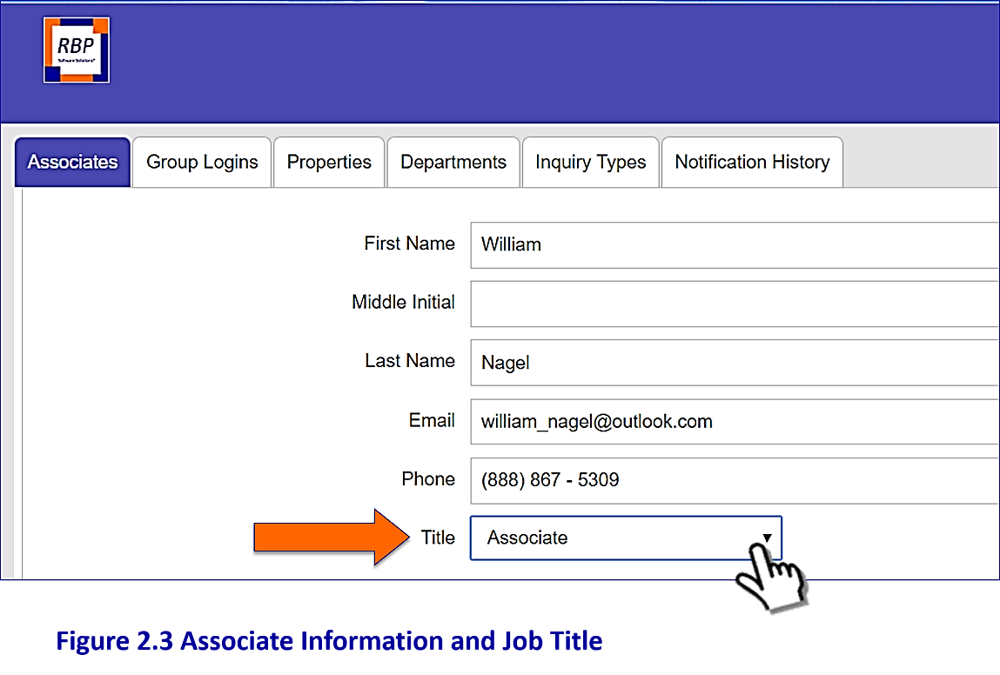 RBP
Software Solutions®
Associates
Group Logins
Properties
Departments
Inquiry Types
Notification History
First Name
William
Middle Initial
Last Name
Nagel
Email
william_nagel@outlook.com
Phone
(888) 867 - 5309
Title
Associate
Figure 2.3 Associate Information and Job Title